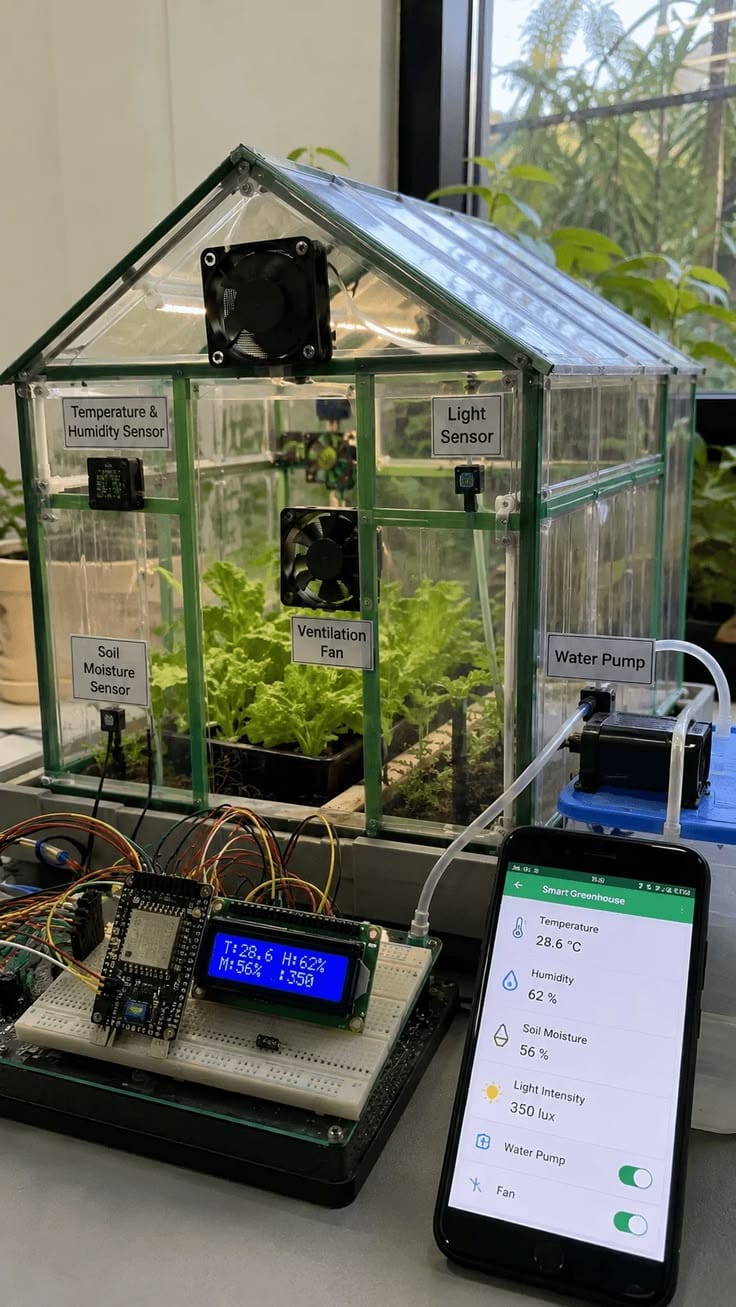 Temperature &
Humidity Sensor
Light
Sensor
Soil
Moisture
Sensor
Ventilation
Fan
Water Pump
T:28.6 H:62%
M:56% :350
Smart Greenhouse
Temperature
28.6 °C
Humidity
62 %
Soil Moisture
56 %
Light Intensity
350 lux
Water Pump
Fan